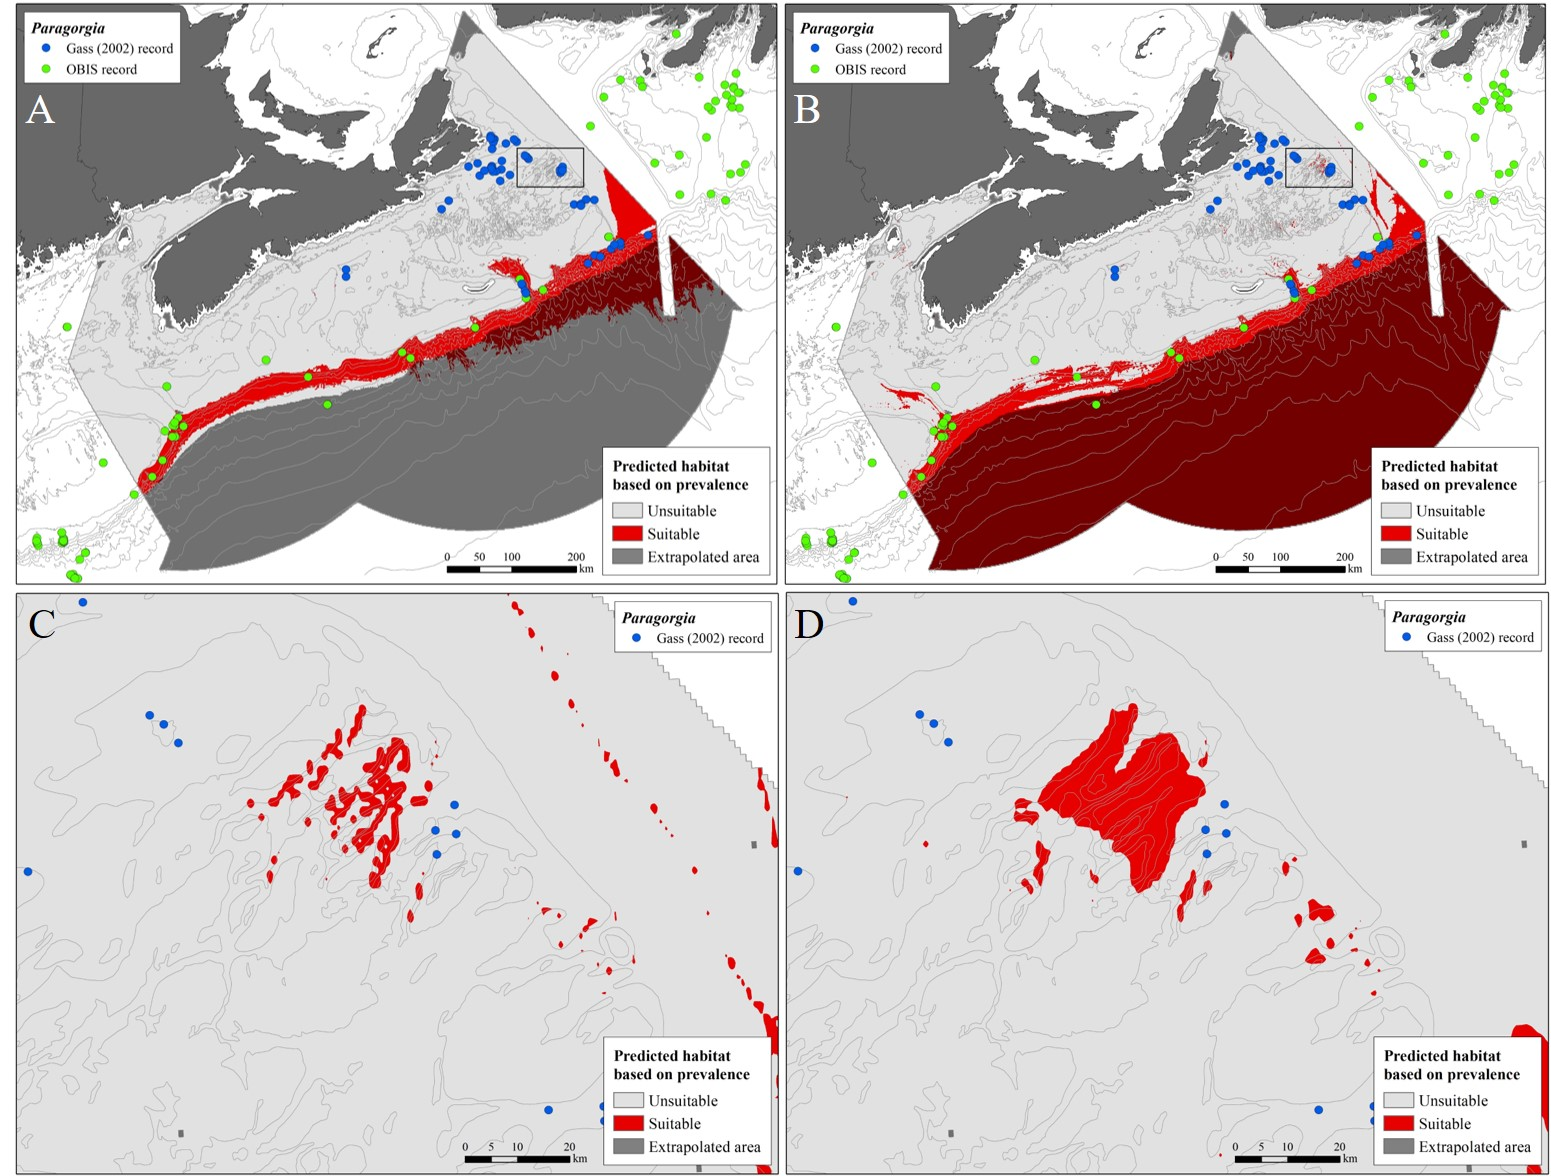 Paragorgia
Gass (2002) record
OBIS record
A
Predicted habitat
based on prevalence
Unsuitable
Suitable
Extrapolated area
0 50 100 200
km
Paragorgia
Gass (2002) record
OBIS record
B
Predicted habitat
based on prevalence
Unsuitable
Suitable
Extrapolated area
0 50 100 200
km
Paragorgia
Gass (2002) record
C
Predicted habitat
based on prevalence
Unsuitable
Suitable
Extrapolated area
0 5 10 20
km
Paragorgia
Gass (2002) record
D
Predicted habitat
based on prevalence
Unsuitable
Suitable
Extrapolated area
0 5 10 20
km